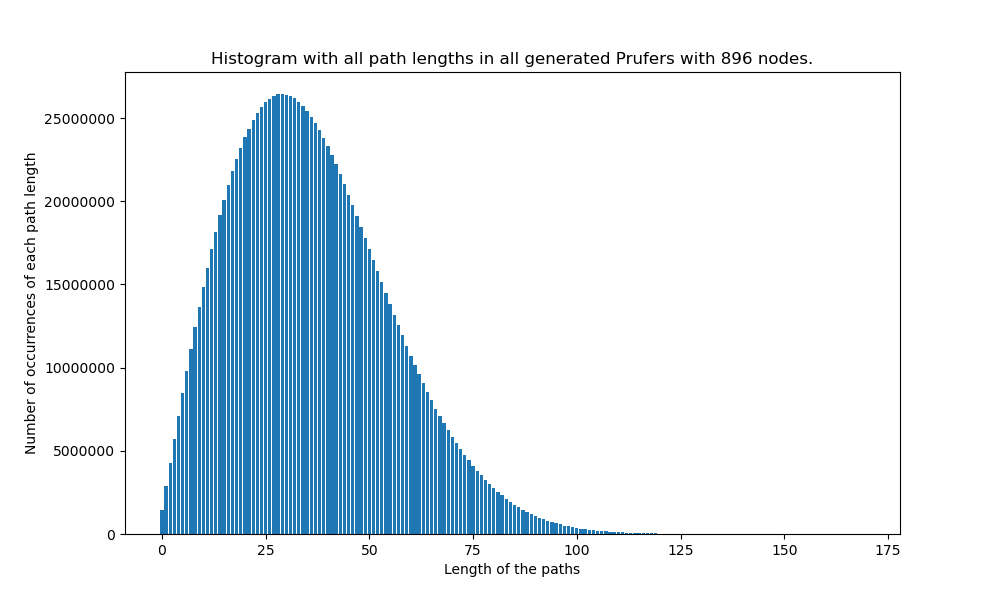 Histogram with all path lengths in all generated Prufers with 896 nodes.
Number of occurrences of each path length
25000000
20000000
15000000
10000000
5000000
0
0 25 50 75 100 125 150 175
Length of the paths